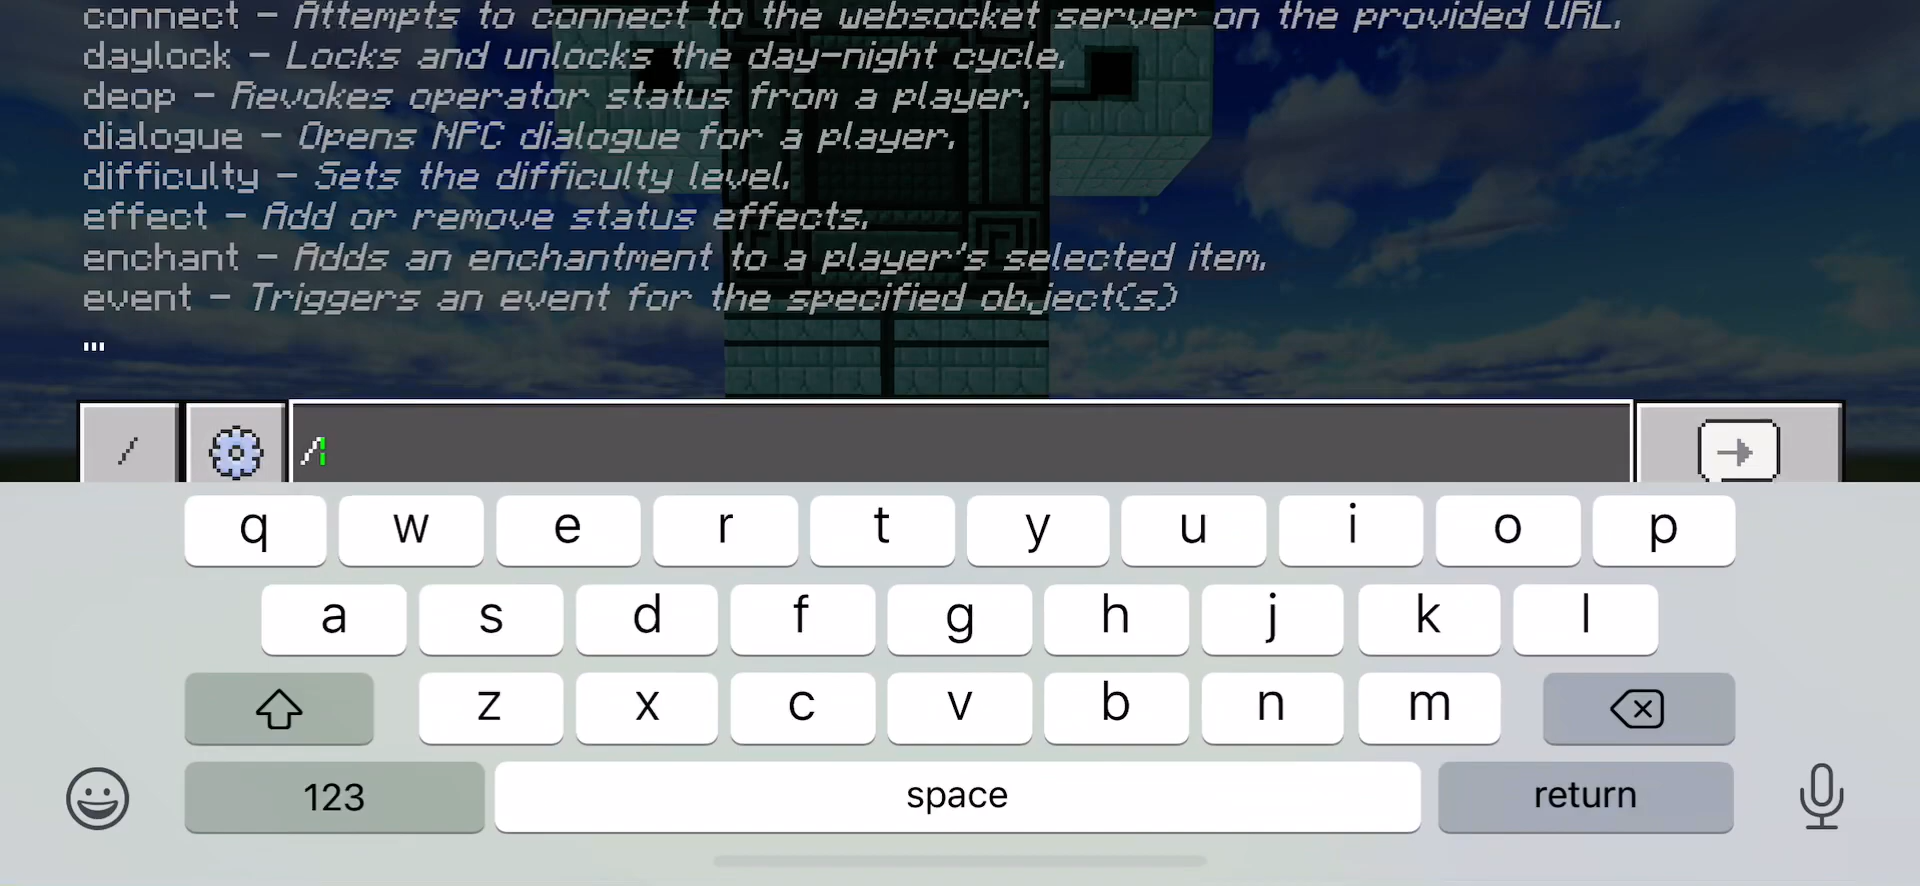 connect – Attempts to connect to the websocket server on the provided URL.
daylock – Locks and unlocks the day-night cycle.
deop – Revokes operator status from a player.
dialogue – Opens NPC dialogue for a player.
difficulty – Sets the difficulty level.
effect – Add or remove status effects.
enchant – Adds an enchantment to a player's selected item.
event – Triggers an event for the specified object(s)
...
/ /
q w e r t y u i o p
a s d f g h j k l
z x c v b n m
123 space return